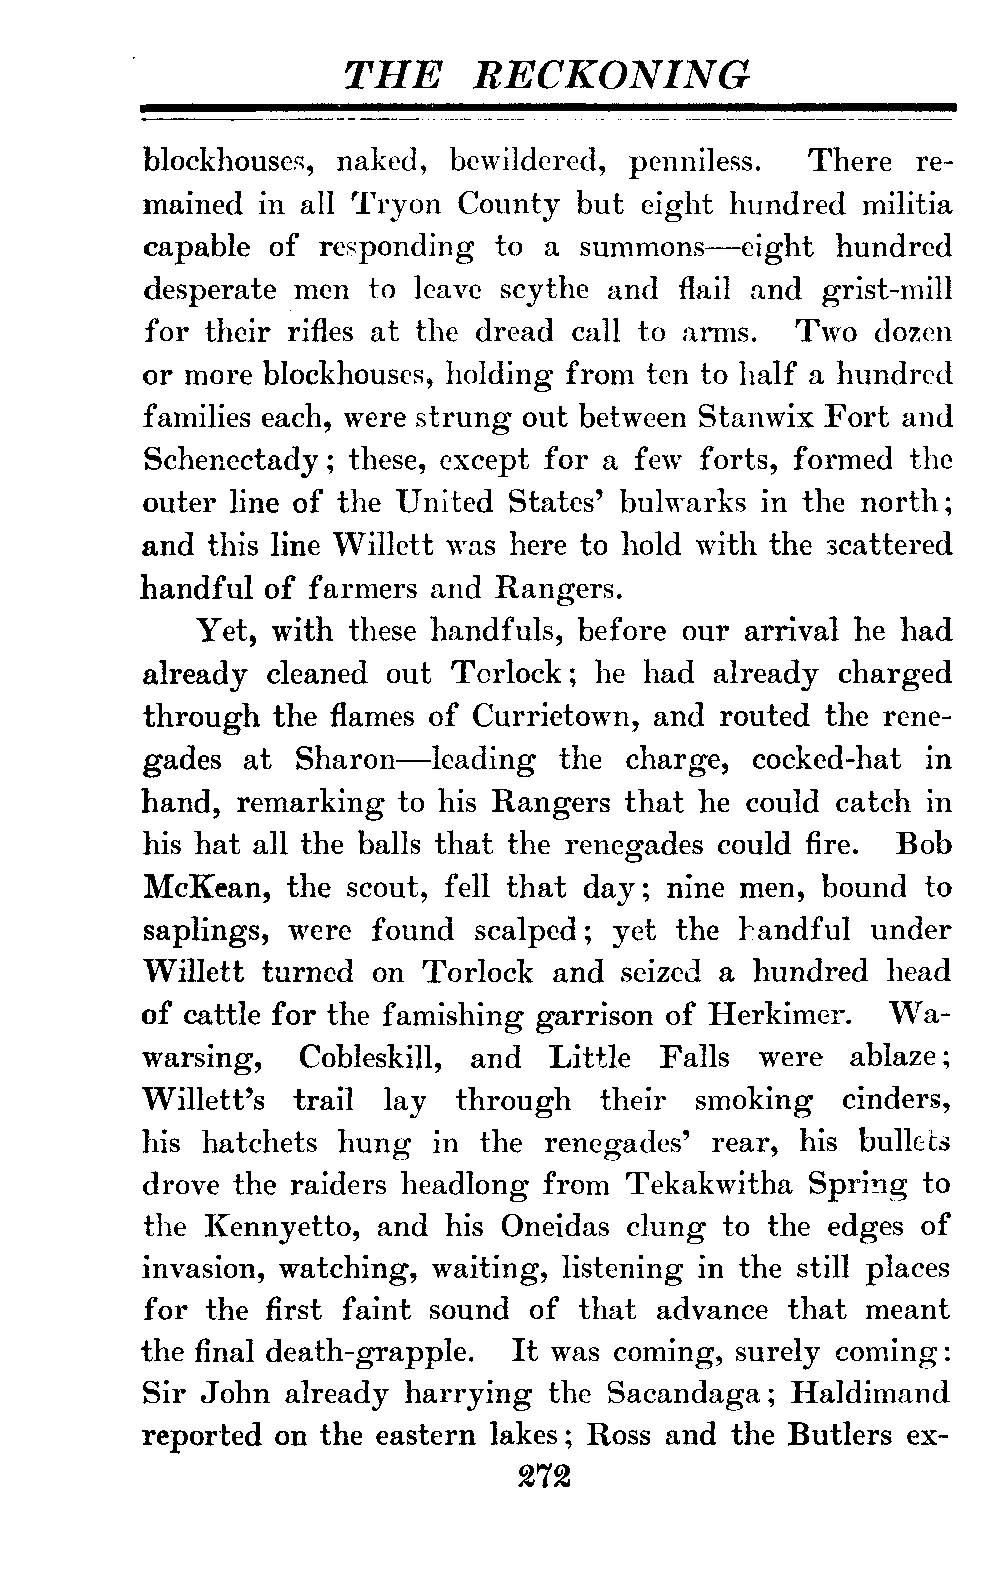 THE RECKONING
blockhouses, naked, bewildered, penniless. There re-
mained in all Tryon County but eight hundred militia
capable of responding to a summons—eight hundred
desperate men to leave scythe and flail and grist-mill
for their rifles at the dread call to arms. Two dozen
or more blockhouses, holding from ten to half a hundred
families each, were strung out between Stanwix Fort and
Schenectady; these, except for a few forts, formed the
outer line of the United States' bulwarks in the north;
and this line Willett was here to hold with the scattered
handful of farmers and Rangers.
Yet, with these handfuls, before our arrival he had
already cleaned out Torlock; he had already charged
through the flames of Currietown, and routed the rene-
gades at Sharon—leading the charge, cocked-hat in
hand, remarking to his Rangers that he could catch in
his hat all the balls that the renegades could fire. Bob
McKean, the scout, fell that day; nine men, bound to
saplings, were found scalped; yet the handful under
Willett turned on Torlock and seized a hundred head
of cattle for the famishing garrison of Herkimer. Wa-
warsing, Cobleskill, and Little Falls were ablaze;
Willett's trail lay through their smoking cinders,
his hatchets hung in the renegades' rear, his bullets
drove the raiders headlong from Tekakwitha Spring to
the Kennyetto, and his Oneidas clung to the edges of
invasion, watching, waiting, listening in the still places
for the first faint sound of that advance that meant
the final death-grapple. It was coming, surely coming:
Sir John already harrying the Sacandaga; Haldimand
reported on the eastern lakes; Ross and the Butlers ex-
272